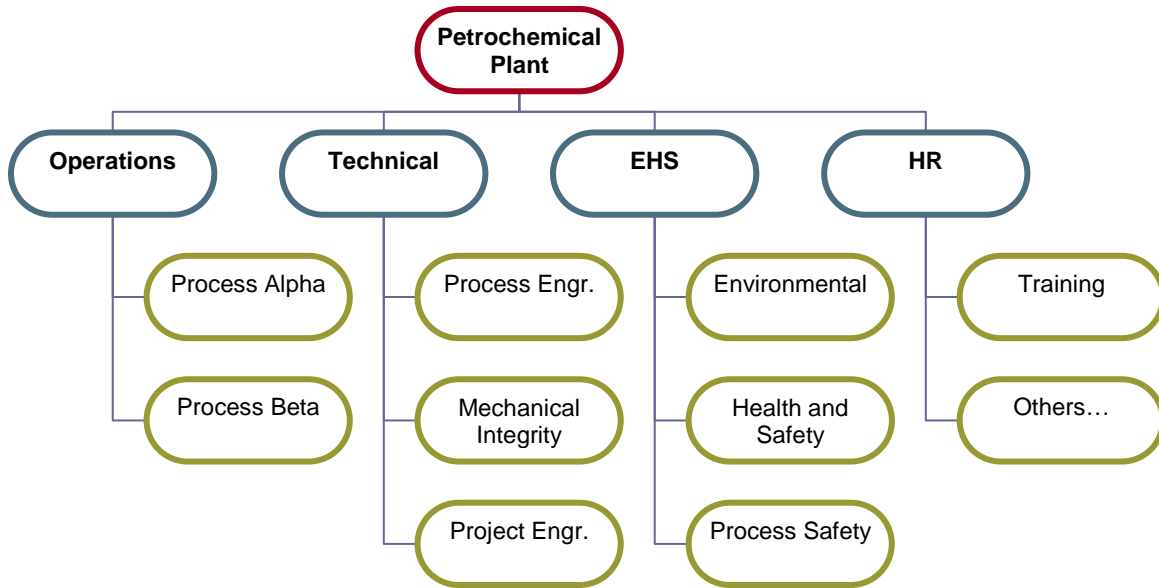 Petrochemical
Plant
Operations
Technical
EHS
HR
Process Alpha
Process Engr.
Environmental
Training
Process Beta
Mechanical
Integrity
Health and
Safety
Others…
Project Engr.
Process Safety